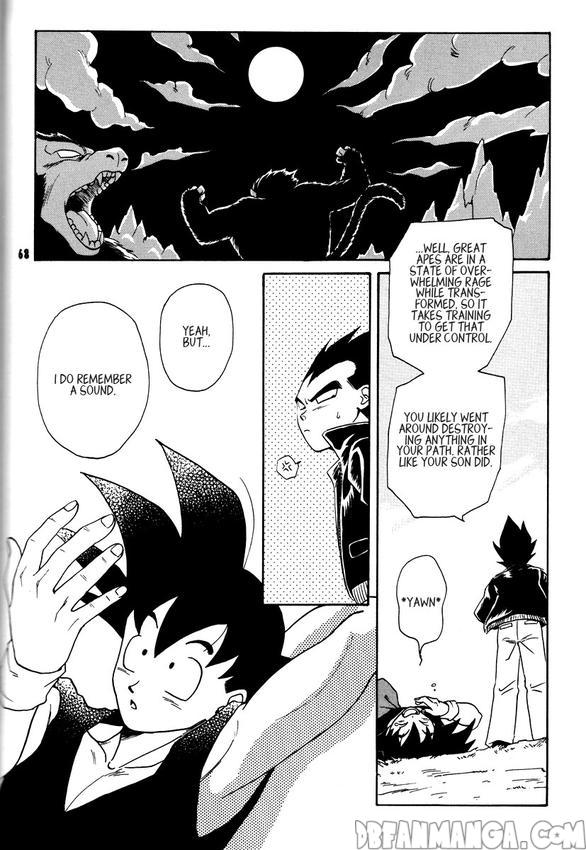 68
...WELL, GREAT
APES ARE IN A
STATE OF OVER-
WHELMING RAGE
WHILE TRANS-
FORMED, SO IT
TAKES TRAINING
TO GET THAT
UNDER CONTROL.
YOU LIKELY WENT
AROUND DESTROY-
ING ANYTHING IN
YOUR PATH. RATHER
LIKE YOUR SON DID.
*YAWN*
YEAH,
BUT...
I DO REMEMBER
A SOUND.
DBFANMANGA.COM